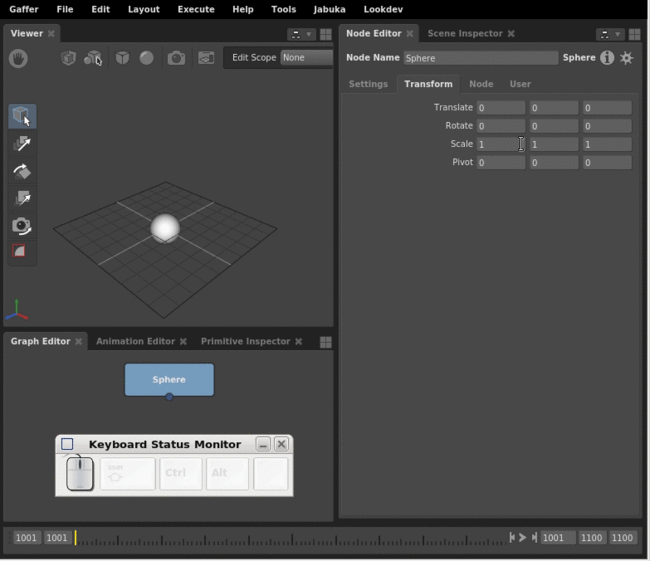 Gaffer File Edit Layout Execute Help Tools Jabuka Lookdev
Viewer
Edit Scope None
Node Editor Scene Inspector
Node Name Sphere Sphere
Settings Transform Node User
Translate 0 0 0
Rotate 0 0 0
Scale 1 1 1
Pivot 0 0 0
Graph Editor Animation Editor Primitive Inspector
Sphere
Keyboard Status Monitor
Ctrl Alt
1001 1001 1001 1100 1100